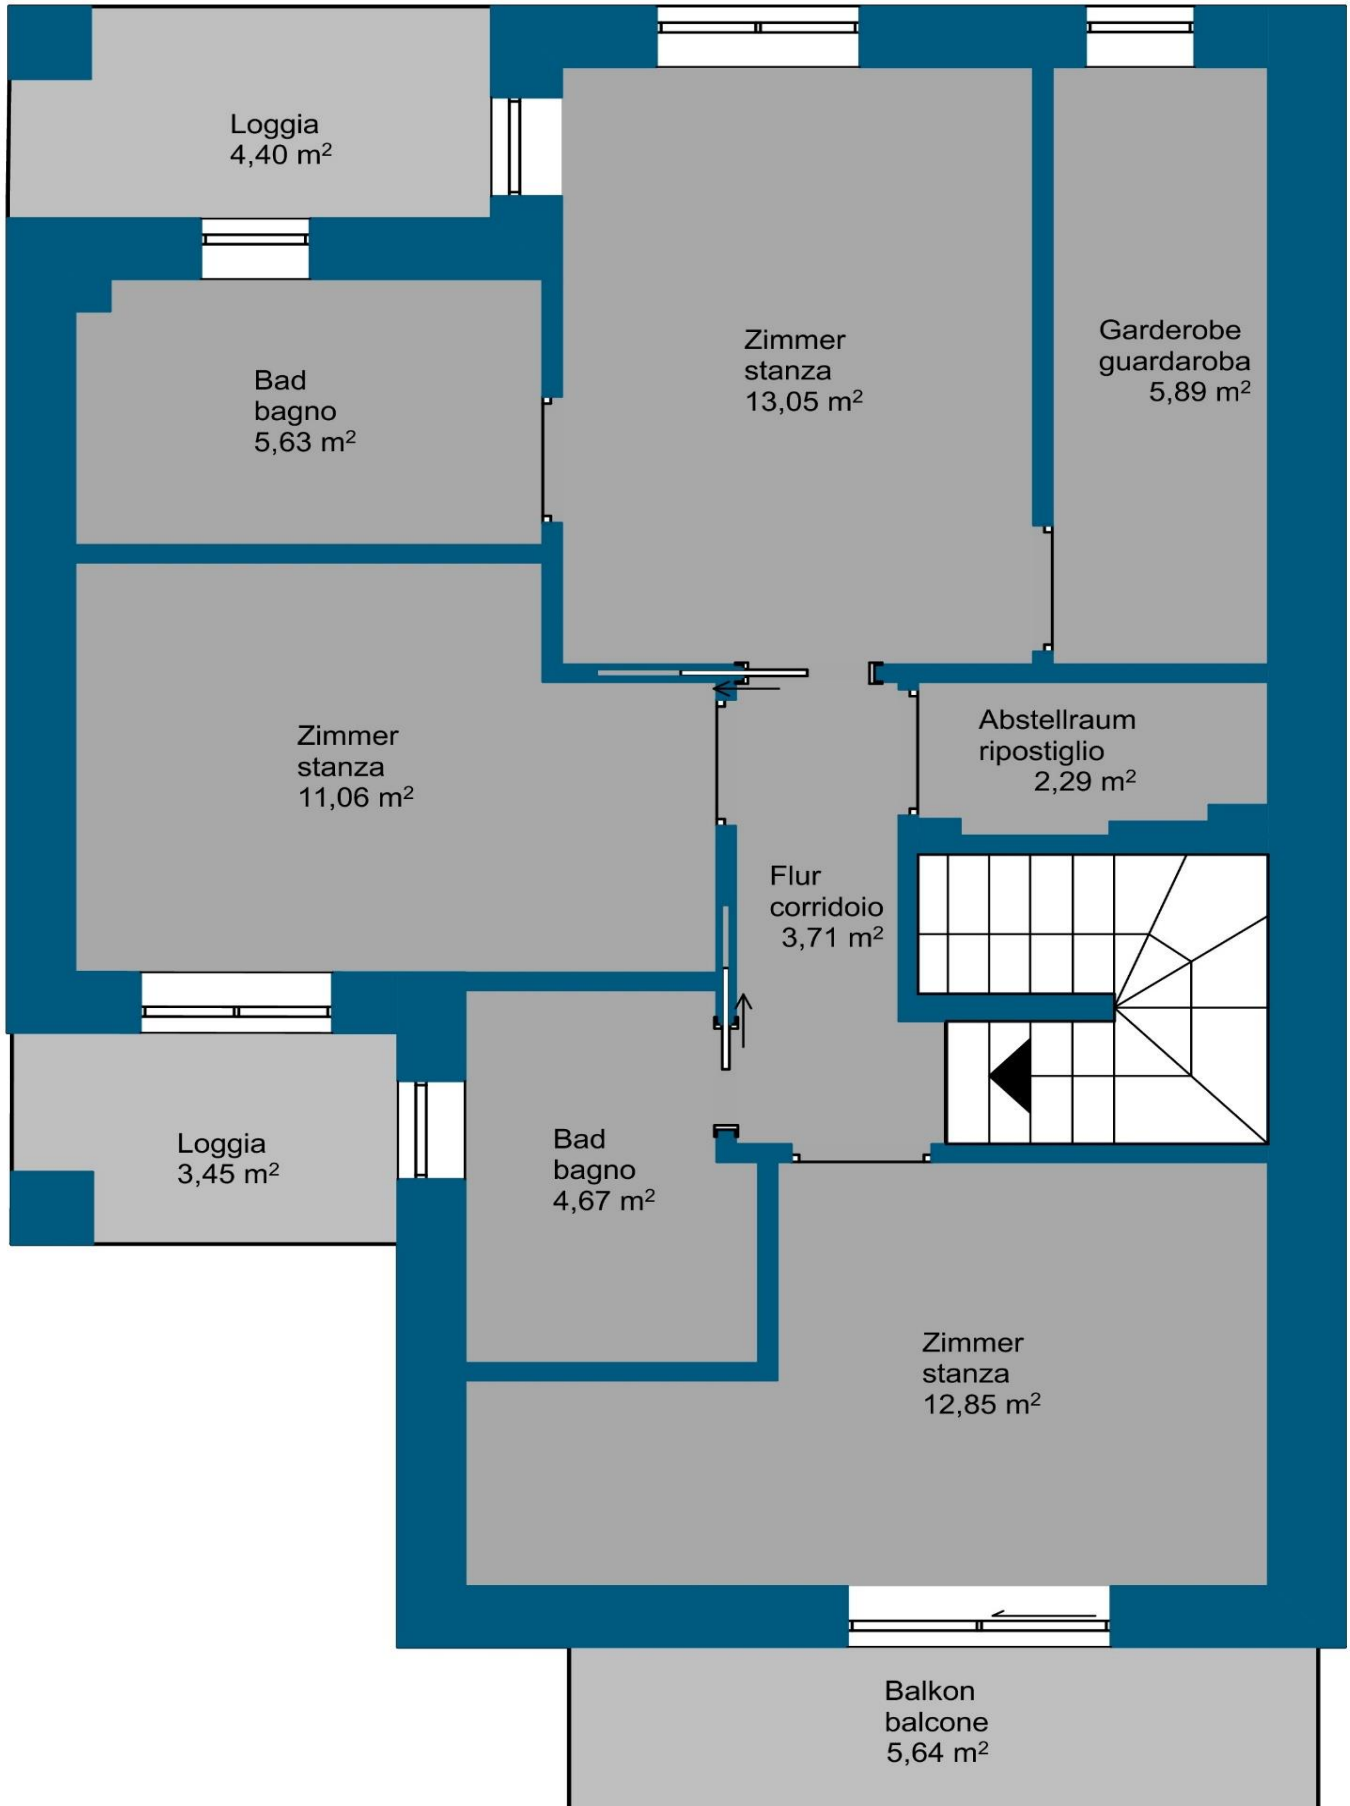 Loggia
4,40 m²
Zimmer
stanza
13,05 m²
Garderobe
guardaroba
5,89 m²
Bad
bagno
5,63 m²
Zimmer
stanza
11,06 m²
Abstellraum
ripostiglio
2,29 m²
Flur
corridoio
3,71 m²
Loggia
3,45 m²
Bad
bagno
4,67 m²
Zimmer
stanza
12,85 m²
Balkon
balcone
5,64 m²